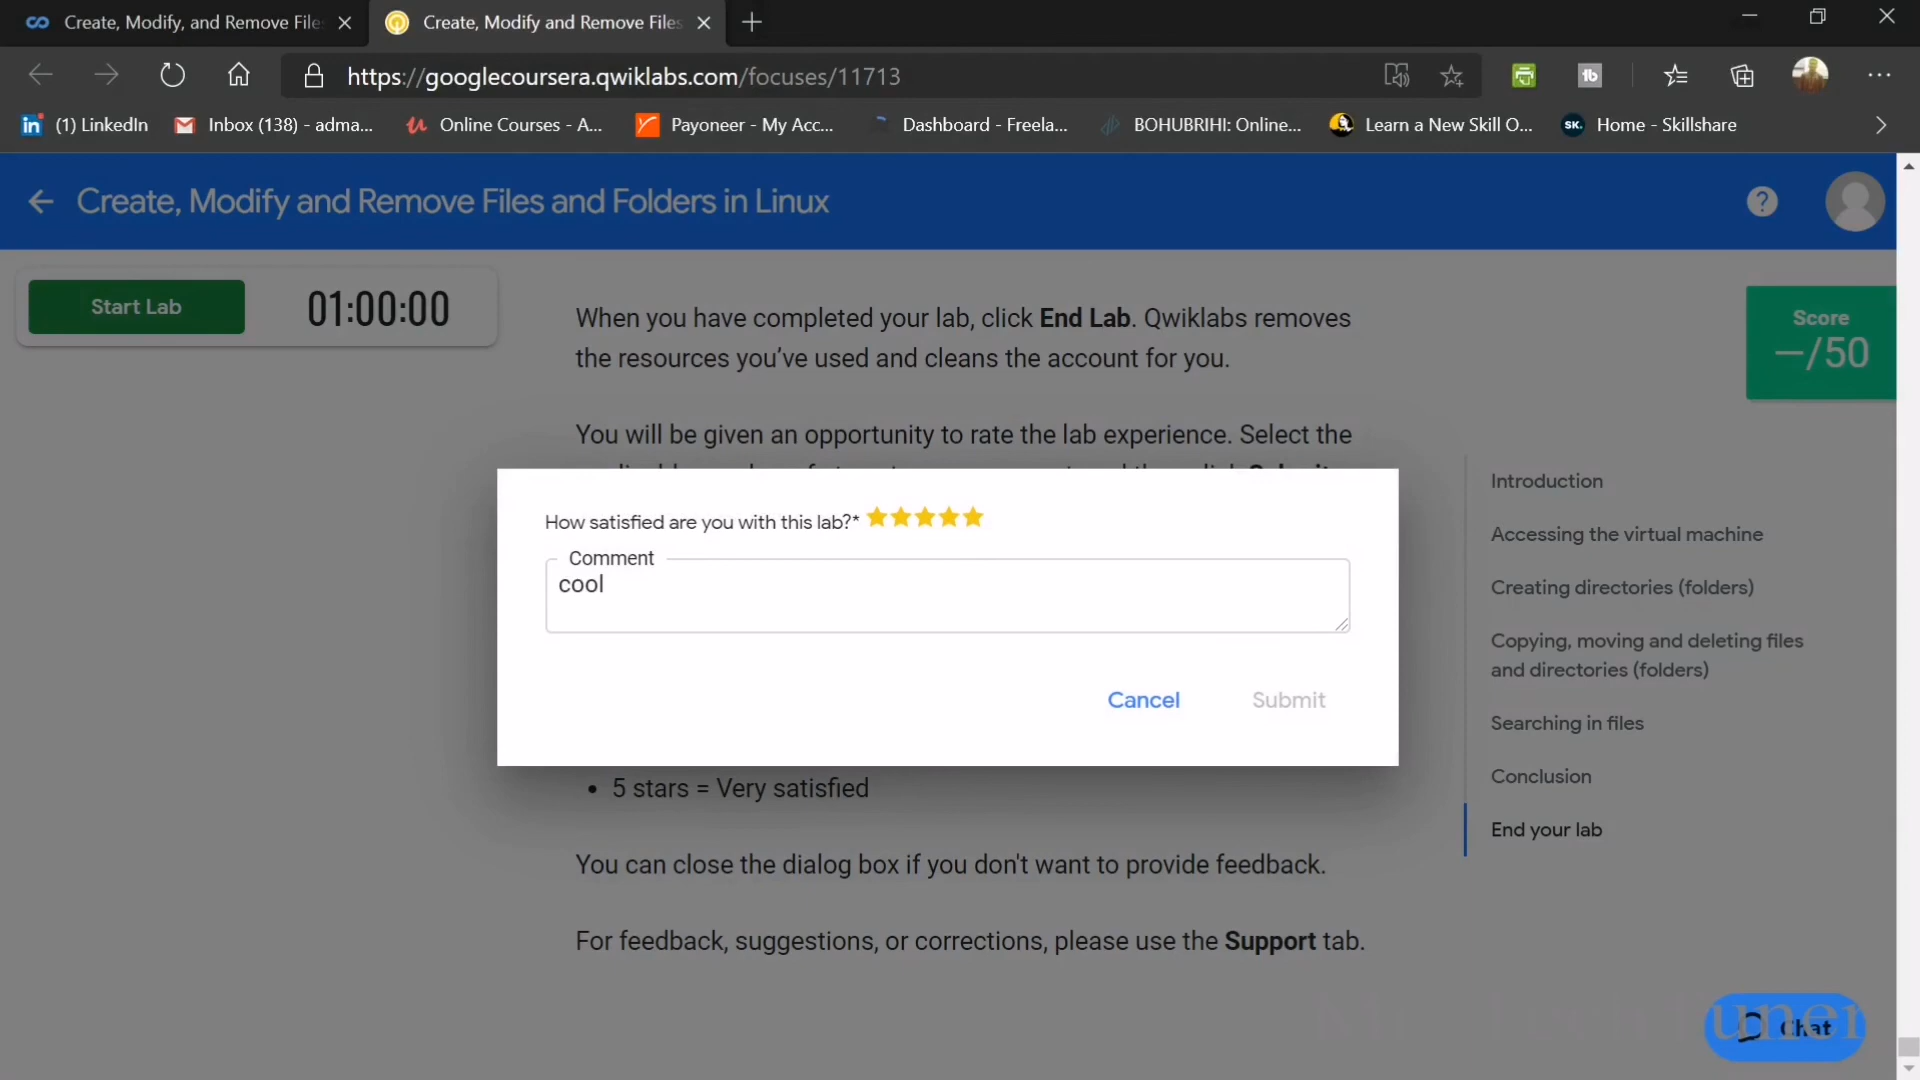 Create, Modify, and Remove File
Create, Modify and Remove Files
https://googlecoursera.qwiklabs.com/focuses/11713
(1) LinkedIn
Inbox (138) - adma...
Online Courses - A...
Payoneer - My Acc...
Dashboard - Freela...
BOHUBRIHI: Online...
Learn a New Skill O...
SK.
Home - Skillshare
Create, Modify and Remove Files and Folders in Linux
Start Lab
01:00:00
When you have completed your lab, click End Lab. Qwiklabs removes
the resources you've used and cleans the account for you.
You will be given an opportunity to rate the lab experience. Select the
Score
–/50
How satisfied are you with this lab?*
Comment
cool
Cancel
Submit
• 5 stars = Very satisfied
You can close the dialog box if you don't want to provide feedback.
For feedback, suggestions, or corrections, please use the Support tab.
Introduction
Accessing the virtual machine
Creating directories (folders)
Copying, moving and deleting files
and directories (folders)
Searching in files
Conclusion
End your lab
Chat